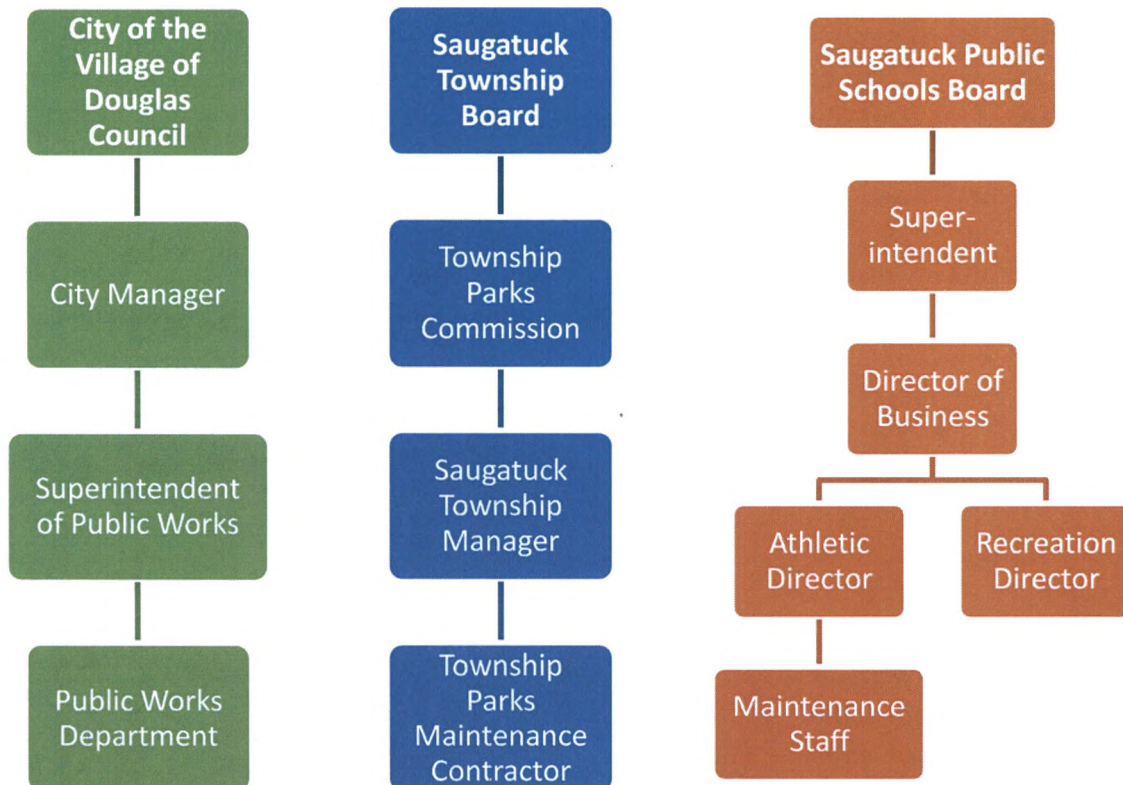 City of the
Village of
Douglas
Council
City Manager
Superintendent
of Public Works
Public Works
Department
Saugatuck
Township
Board
Township
Parks
Commission
Saugatuck
Township
Manager
Township
Parks
Maintenance
Contractor
Saugatuck Public
Schools Board
Super-
intendent
Director of
Business
Athletic
Director
Recreation
Director
Maintenance
Staff